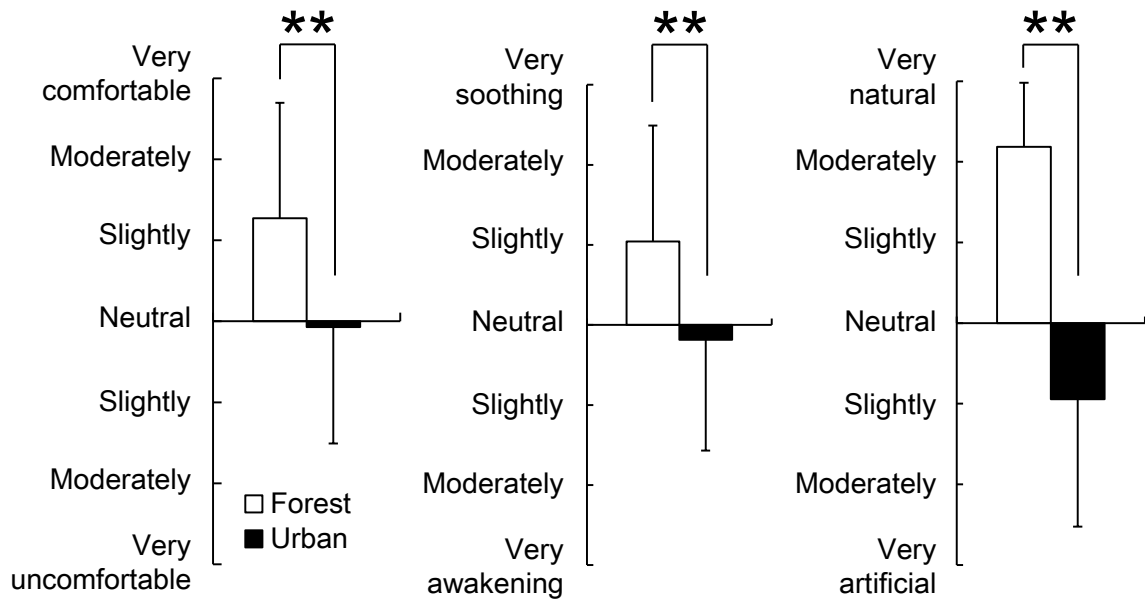 **
Very
comfortable
Moderately
Slightly
Neutral
Slightly
Moderately
Very
uncomfortable
Forest
Urban
**
Very
soothing
Moderately
Slightly
Neutral
Slightly
Moderately
Very
awakening
**
Very
natural
Moderately
Slightly
Neutral
Slightly
Moderately
Very
artificial